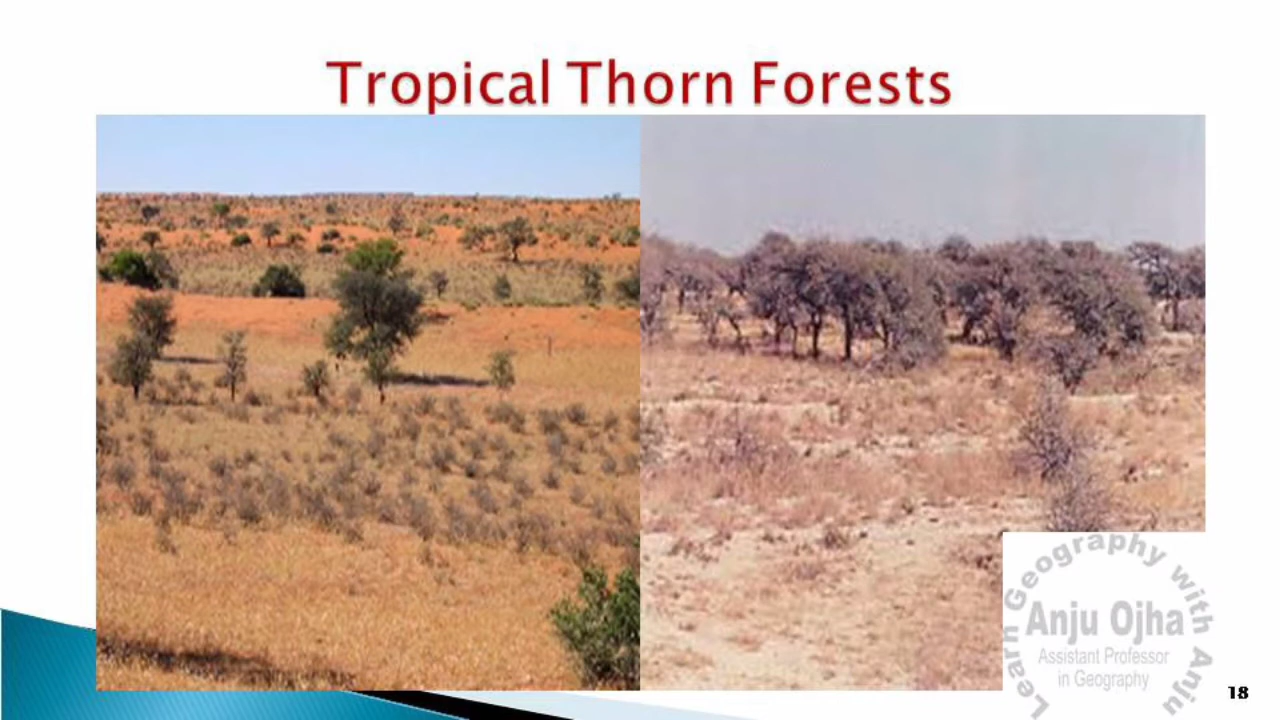 Tropical Thorn Forests
Learn Geography with Anju
Anju Ojha
Assistant Professor
in Geography
18